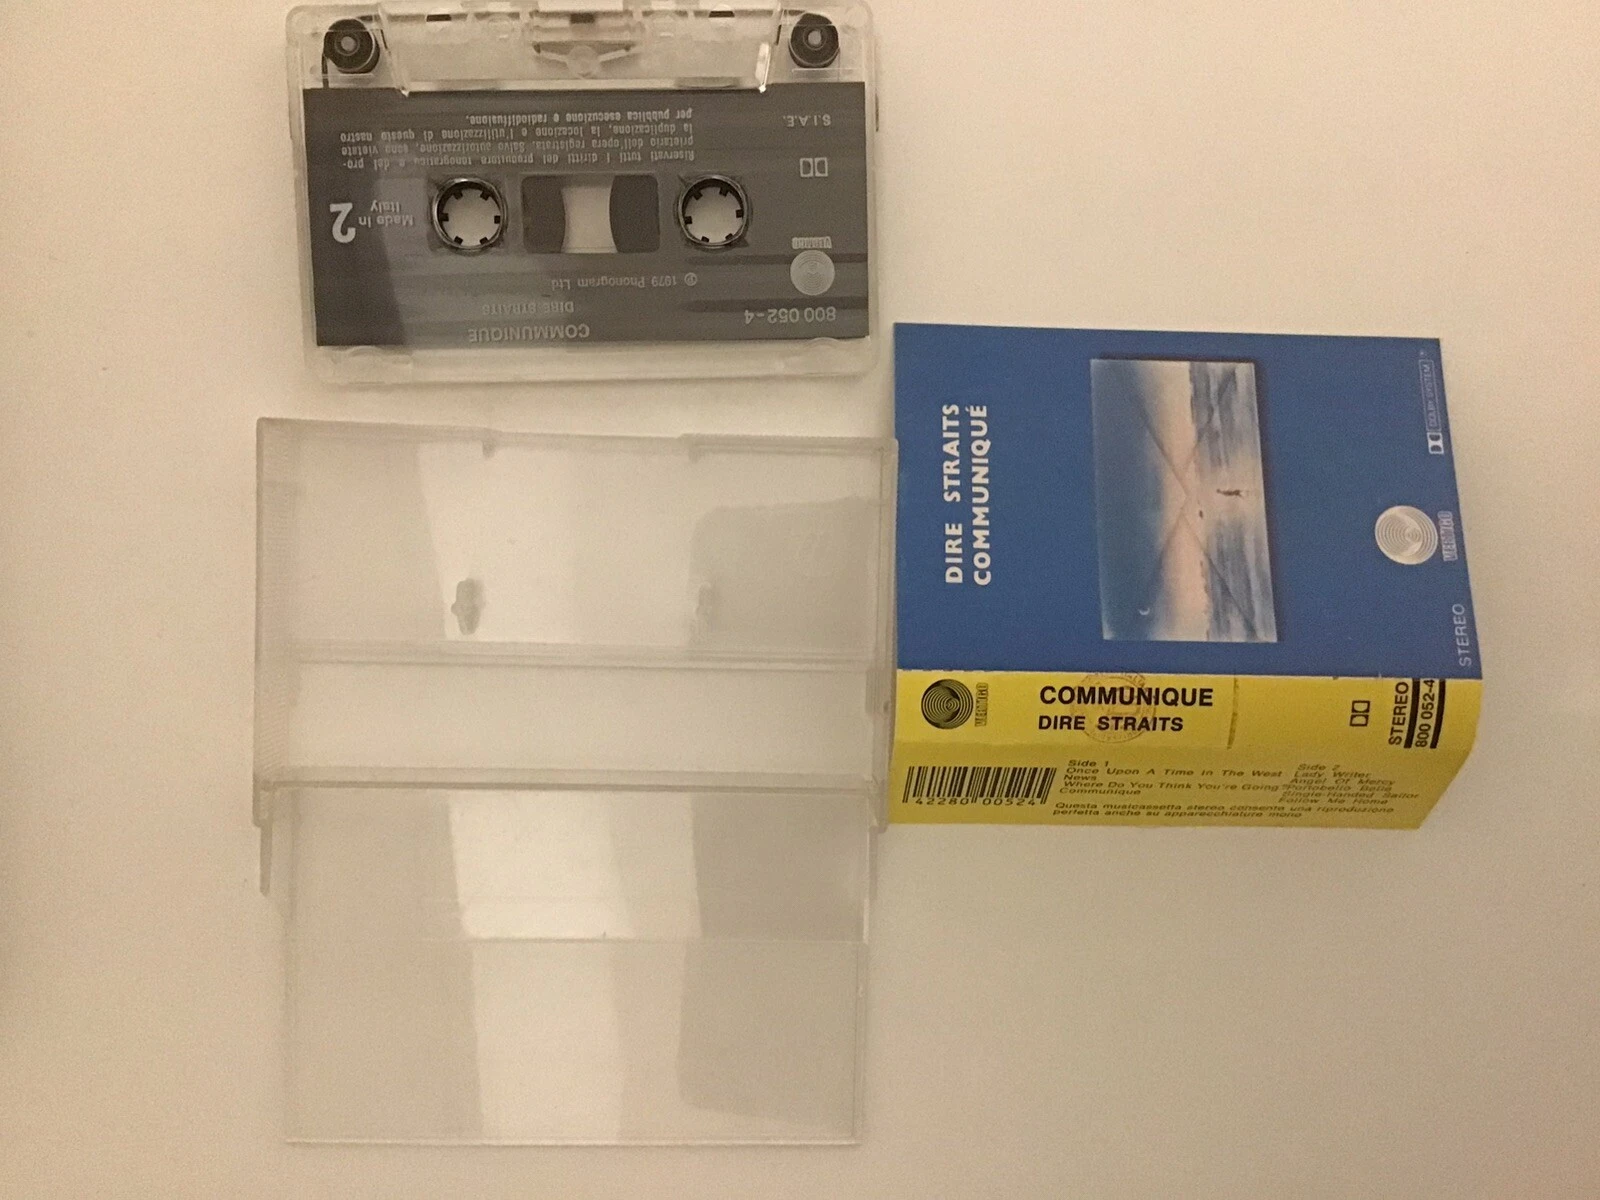 per pubblica esecuzione e radiodiffusione.
la duplicazione, la locazione e l'utilizzazione di questo nastro
prietario dell'opera registrata. Salvo autorizzazione, sono vietate
Riservati tutti i diritti del produttore fonografico e del pro-
S.I.A.E.
Made in
Italy
2
VERTIGO
℗ 1979 Phonogram Ltd.
DIRE STRAITS
COMMUNIQUE
800 052-4
DIRE STRAITS
COMMUNIQUÉ
DOLBY SYSTEM
VERTIGO
STEREO
VERTIGO
COMMUNIQUE
DIRE STRAITS
STEREO
800 052-4
42280 00524
Side 1
Once Upon A Time In The West
News
Where Do You Think You're Going
Communique
Side 2
Lady Writer
Angel Of Mercy
Portobello Belle
Single-Handed Sailor
Follow Me Home
Questa musicassetta stereo consente una riproduzione
perfetta anche su apparecchiature mono